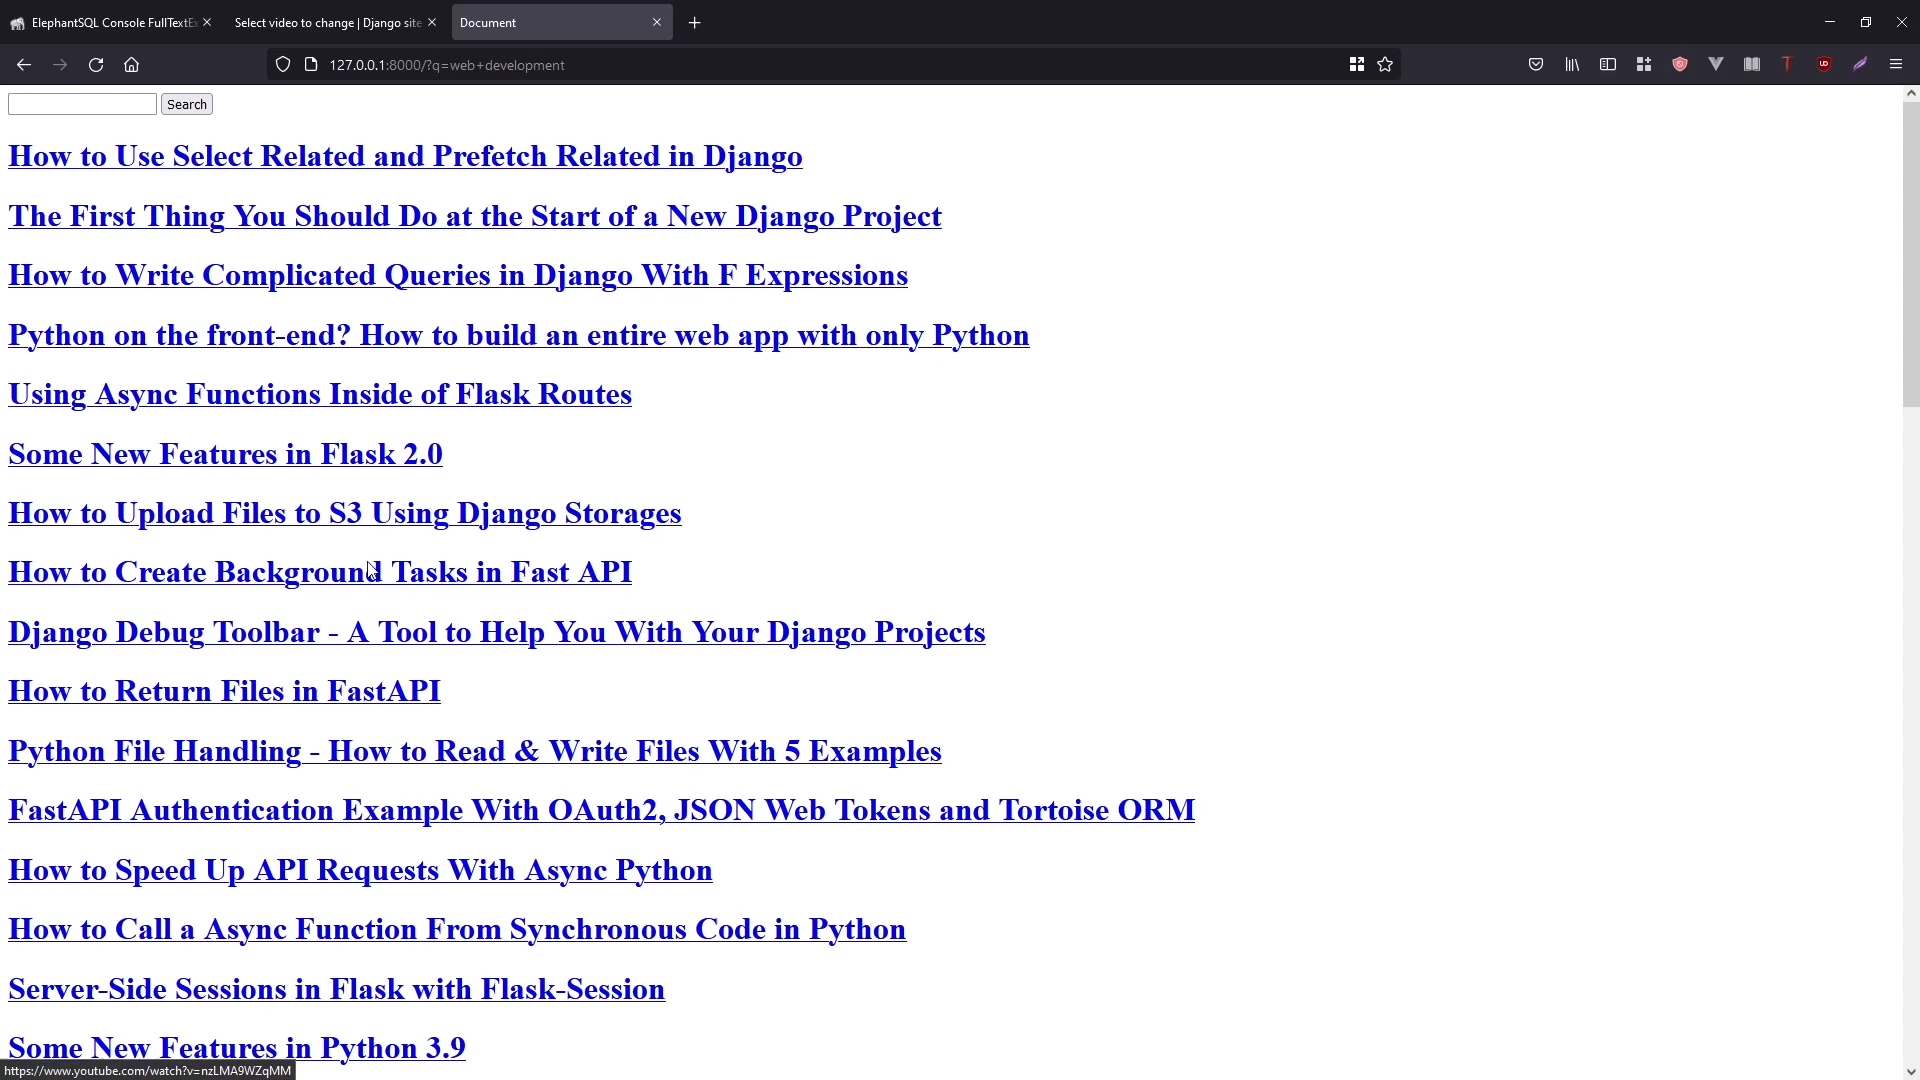 ElephantSQL Console FullTextEx
Select video to change | Django site
Document
127.0.0.1:8000/?q=web+development
Search
How to Use Select Related and Prefetch Related in Django
The First Thing You Should Do at the Start of a New Django Project
How to Write Complicated Queries in Django With F Expressions
Python on the front-end? How to build an entire web app with only Python
Using Async Functions Inside of Flask Routes
Some New Features in Flask 2.0
How to Upload Files to S3 Using Django Storages
How to Create Background Tasks in Fast API
Django Debug Toolbar - A Tool to Help You With Your Django Projects
How to Return Files in FastAPI
Python File Handling - How to Read & Write Files With 5 Examples
FastAPI Authentication Example With OAuth2, JSON Web Tokens and Tortoise ORM
How to Speed Up API Requests With Async Python
How to Call a Async Function From Synchronous Code in Python
Server-Side Sessions in Flask with Flask-Session
Some New Features in Python 3.9
https://www.youtube.com/watch?v=nzLMA9WZqMM